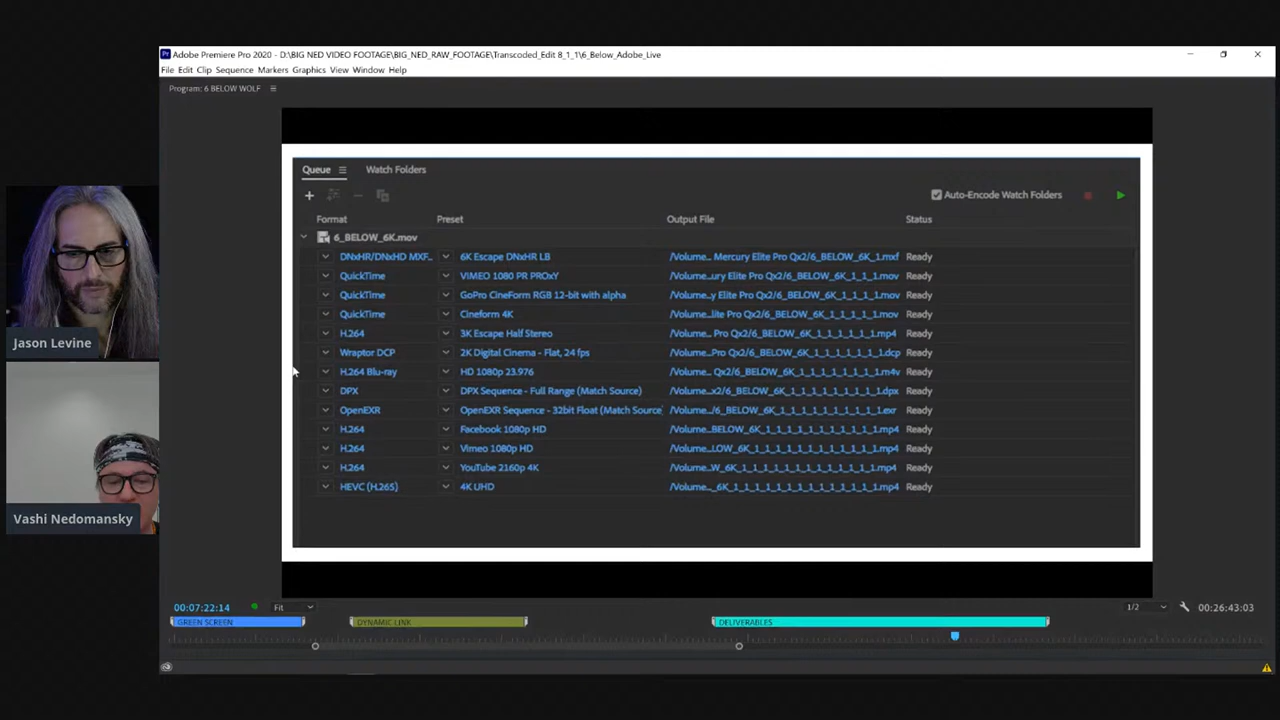 Adobe Premiere Pro 2020 - D:\BIG NED VIDEO FOOTAGE\BIG_NED_RAW_FOOTAGE\Transcoded_Edit 8_1_1\6_Below_Adobe_Live
File Edit Clip Sequence Markers Graphics View Window Help
Program: 6 BELOW WOLF
Queue Watch Folders
Auto-Encode Watch Folders
Format Preset Output File Status
6_BELOW_6K.mov
DNxHR/DNxHD MXF... 6K Escape DNxHR LB /Volume... Mercury Elite Pro Qx2/6_BELOW_6K_1.mxf Ready
QuickTime VIMEO 1080 PR PROxY /Volume...ury Elite Pro Qx2/6_BELOW_6K_1_1.mov Ready
QuickTime GoPro CineForm RGB 12-bit with alpha /Volume...y Elite Pro Qx2/6_BELOW_6K_1_1_1.mov Ready
QuickTime Cineform 4K /Volume...lite Pro Qx2/6_BELOW_6K_1_1_1_1.mov Ready
H.264 3K Escape Half Stereo /Volume... Pro Qx2/6_BELOW_6K_1_1_1_1_1.mp4 Ready
Wraptor DCP 2K Digital Cinema - Flat, 24 fps /Volume...Pro Qx2/6_BELOW_6K_1_1_1_1_1_1.dcp Ready
H.264 Blu-ray HD 1080p 23.976 /Volume... Qx2/6_BELOW_6K_1_1_1_1_1_1_1.m4v Ready
DPX DPX Sequence - Full Range (Match Source) /Volume...x2/6_BELOW_6K_1_1_1_1_1_1_1_1.dpx Ready
OpenEXR OpenEXR Sequence - 32bit Float (Match Source) /Volume.../6_BELOW_6K_1_1_1_1_1_1_1_1_1.exr Ready
H.264 Facebook 1080p HD /Volume...BELOW_6K_1_1_1_1_1_1_1_1_1_1.mp4 Ready
H.264 Vimeo 1080p HD /Volume...LOW_6K_1_1_1_1_1_1_1_1_1_1_1.mp4 Ready
H.264 YouTube 2160p 4K /Volume...W_6K_1_1_1_1_1_1_1_1_1_1_1_1.mp4 Ready
HEVC (H.265) 4K UHD /Volume..._6K_1_1_1_1_1_1_1_1_1_1_1_1_1.mp4 Ready
Jason Levine
Vashi Nedomansky
00:07:22:14 Fit 1/2 00:26:43:03
GREEN SCREEN DYNAMIC LINK DELIVERABLES